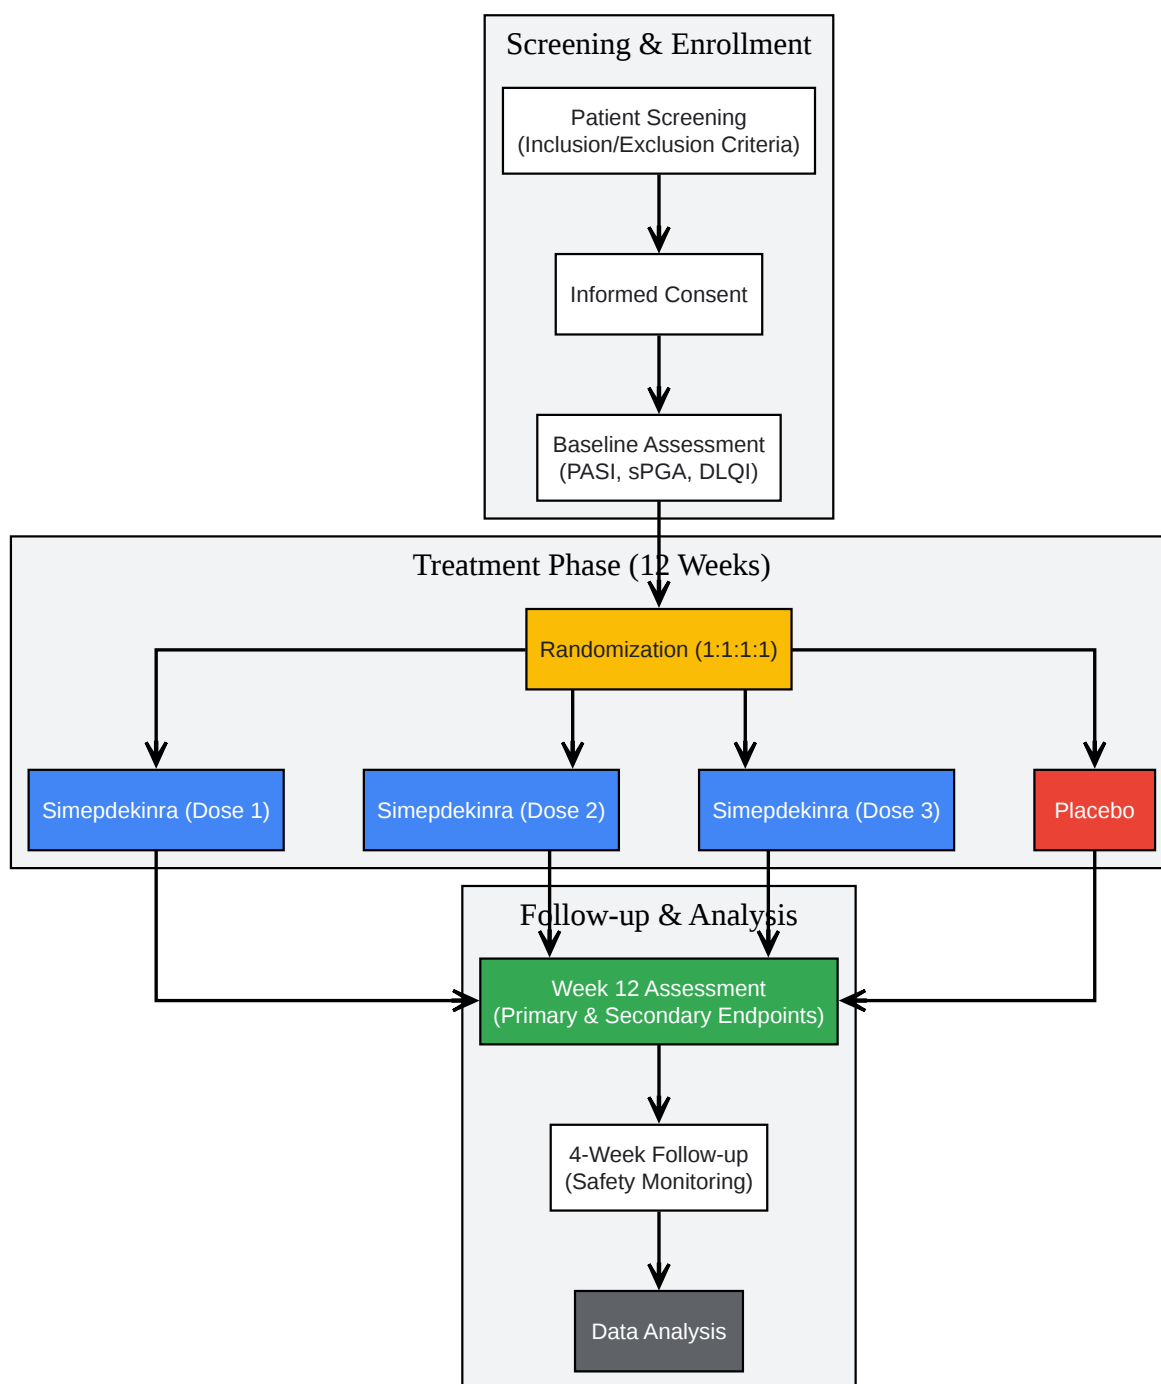 Screening & Enrollment
Patient Screening
(Inclusion/Exclusion Criteria)
Informed Consent
Baseline Assessment
(PASI, sPGA, DLQI)
Treatment Phase (12 Weeks)
Randomization (1:1:1:1)
Simepdekinra (Dose 1)
Simepdekinra (Dose 2)
Simepdekinra (Dose 3)
Placebo
Follow-up & Analysis
Week 12 Assessment
(Primary & Secondary Endpoints)
4-Week Follow-up
(Safety Monitoring)
Data Analysis